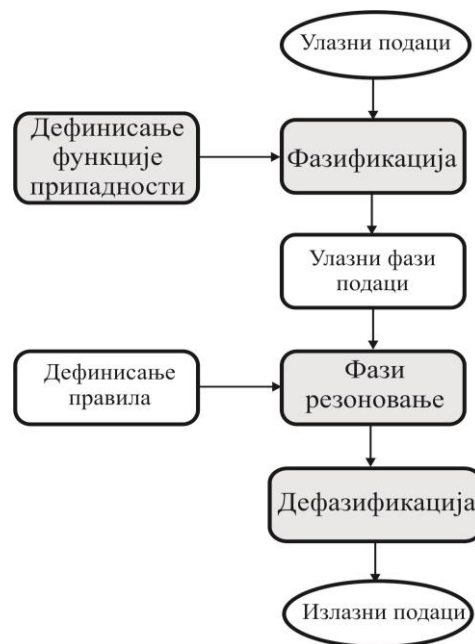 Улазни подаци
Дефинисање
функције
припадности
Фазификација
Улазни фази
подаци
Дефинисање
правила
Фази
резоновање
Дефазификација
Излазни подаци